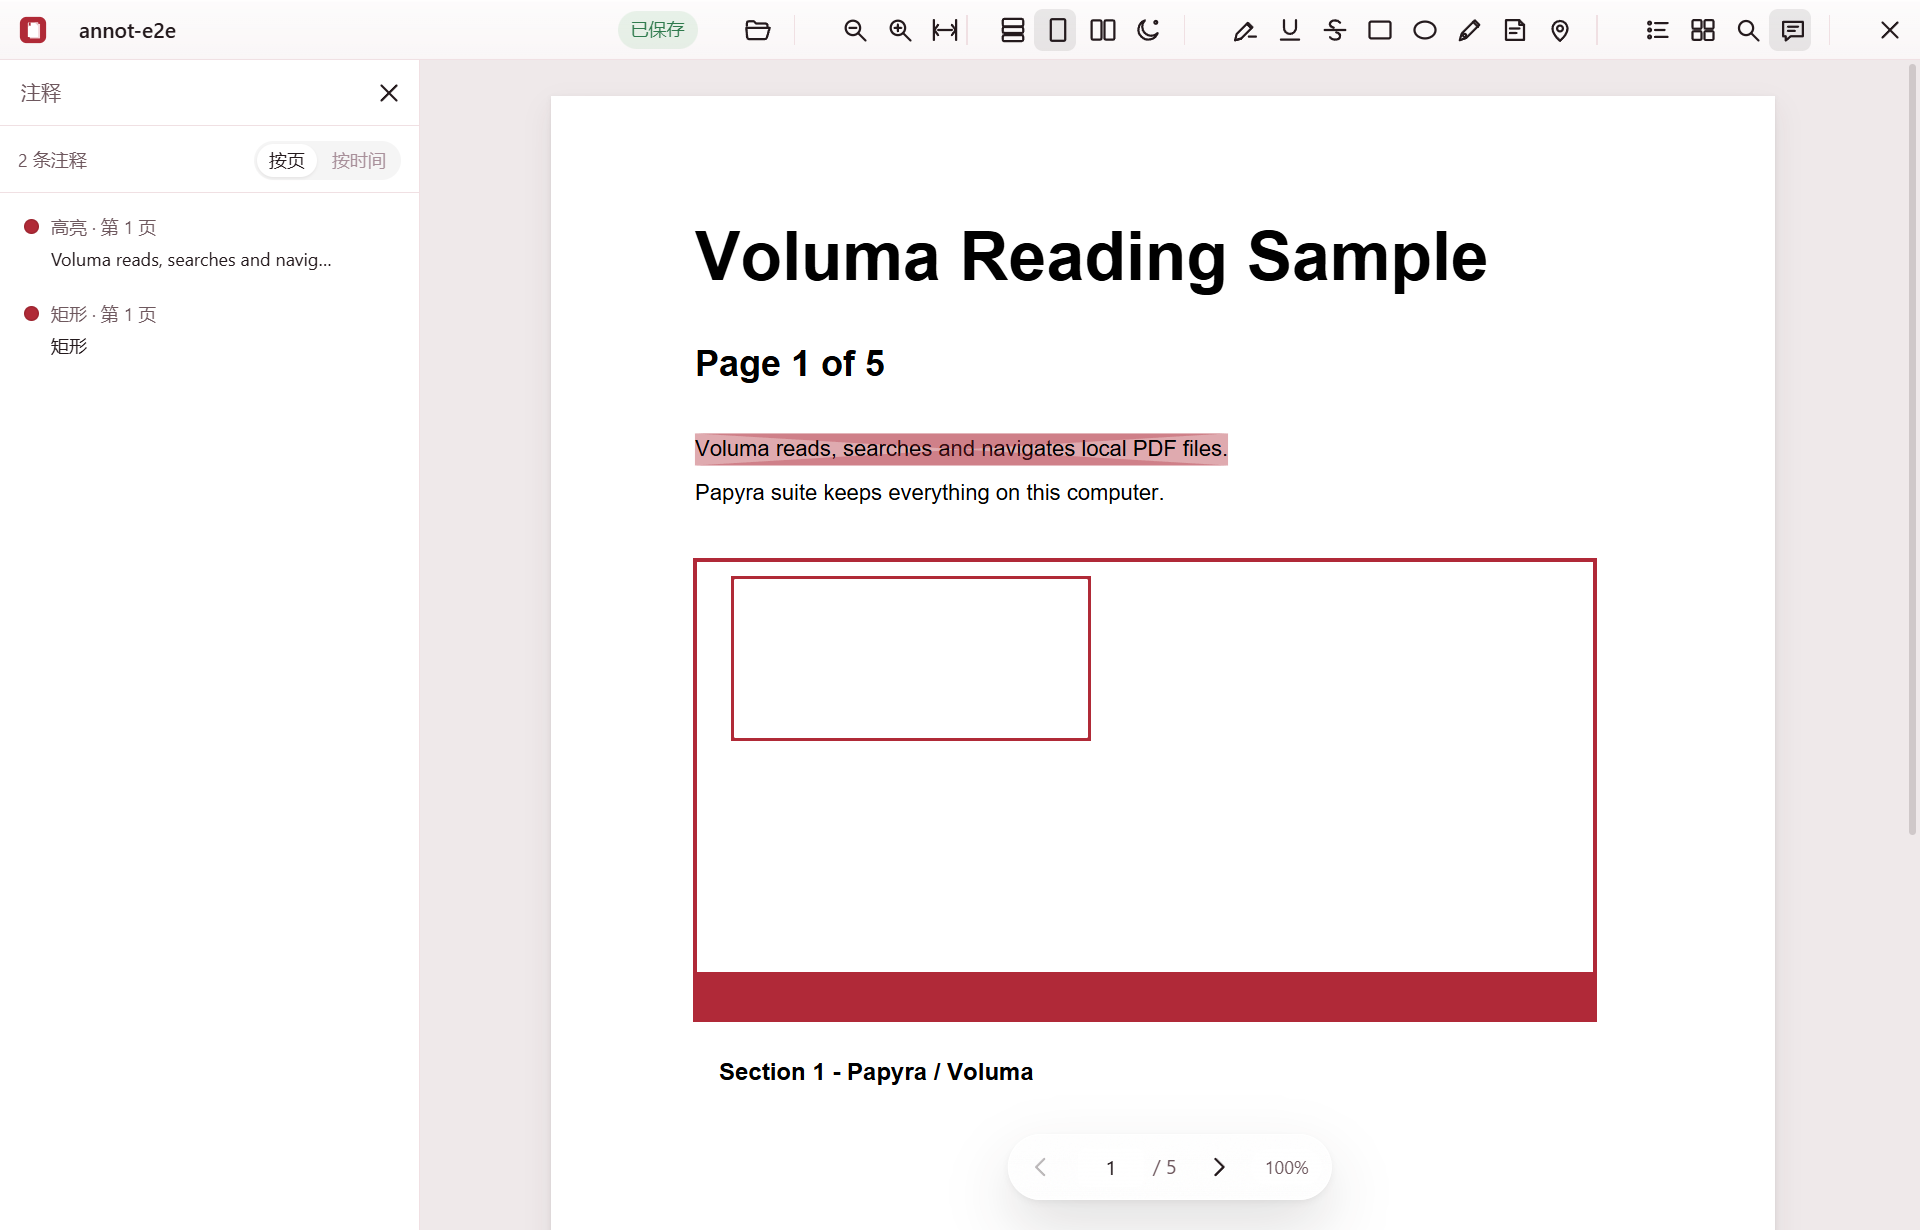 annot-e2e
已保存
注释
2 条注释
按页
按时间
高亮 · 第 1 页
Voluma reads, searches and navig...
矩形 · 第 1 页
矩形
Voluma Reading Sample
Page 1 of 5
Voluma reads, searches and navigates local PDF files.
Papyra suite keeps everything on this computer.
Section 1 - Papyra / Voluma
1 / 5
100%